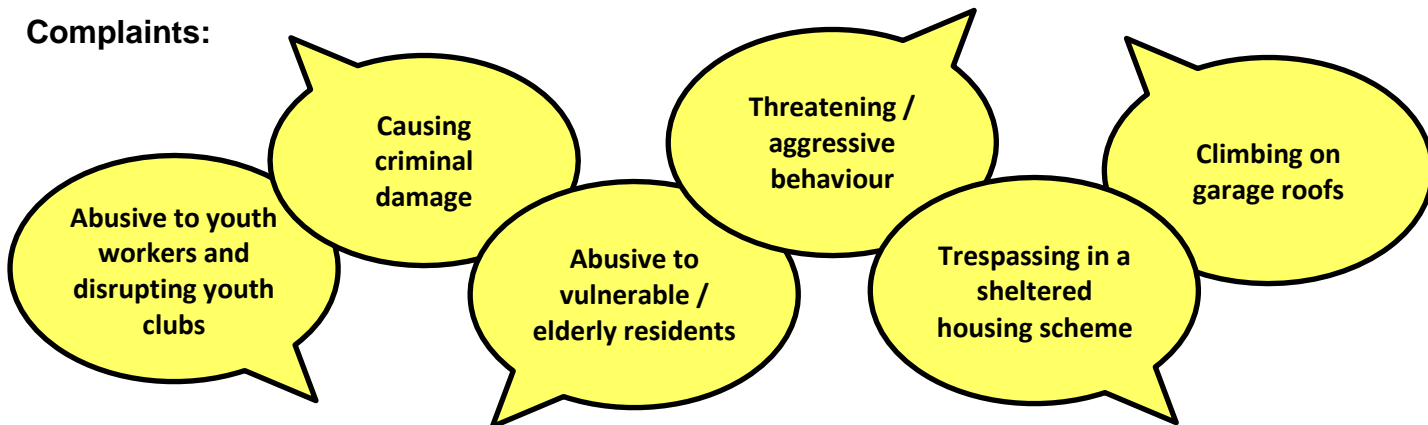 Complaints:
Abusive to youth
workers and
disrupting youth
clubs
Causing
criminal
damage
Abusive to
vulnerable /
elderly residents
Threatening /
aggressive
behaviour
Trespassing in a
sheltered
housing scheme
Climbing on
garage roofs